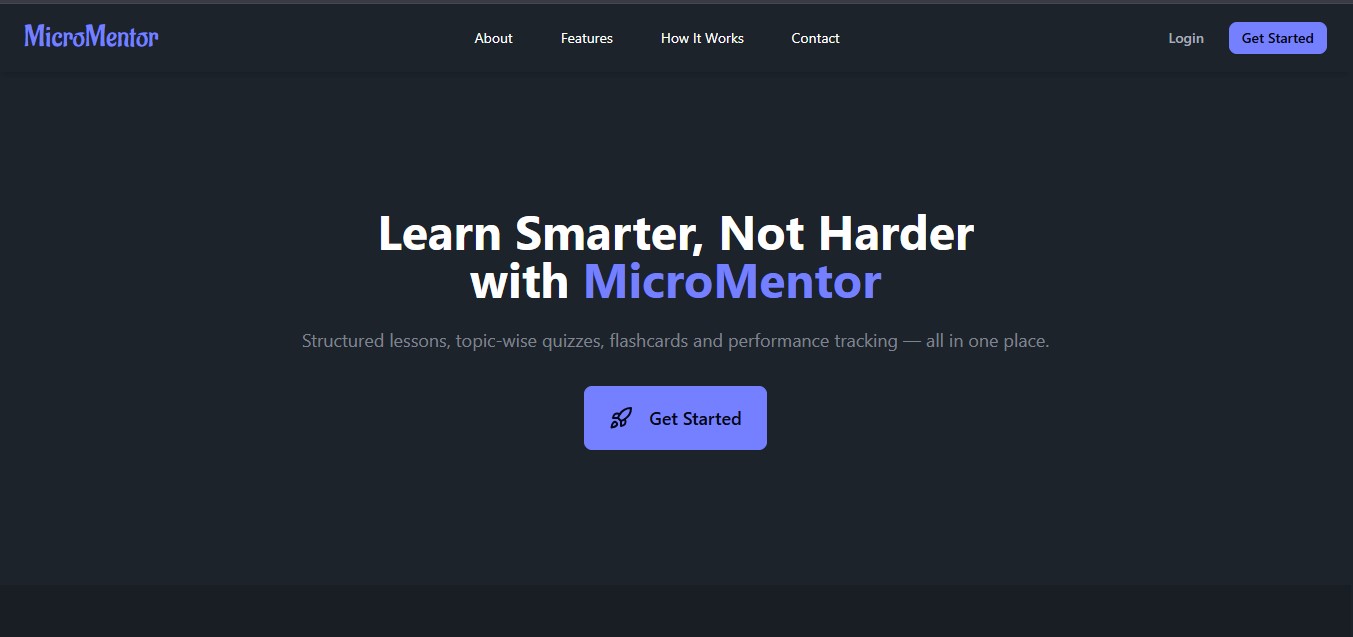 MicroMentor
About
Features
How It Works
Contact
Login
Get Started
Learn Smarter, Not Harder
with MicroMentor
Structured lessons, topic-wise quizzes, flashcards and performance tracking — all in one place.
Get Started